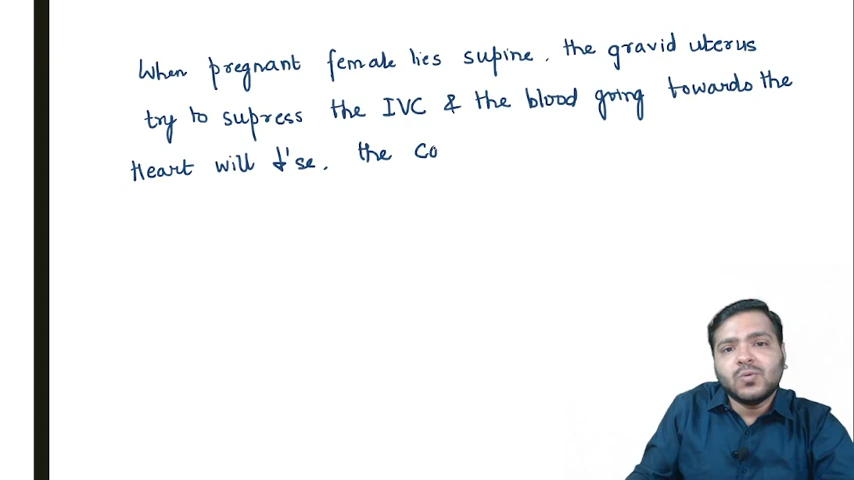 When pregnant female lies supine, the gravid uterus
try to supress the IVC & the blood going towards the
Heart will ↓'se. the CO